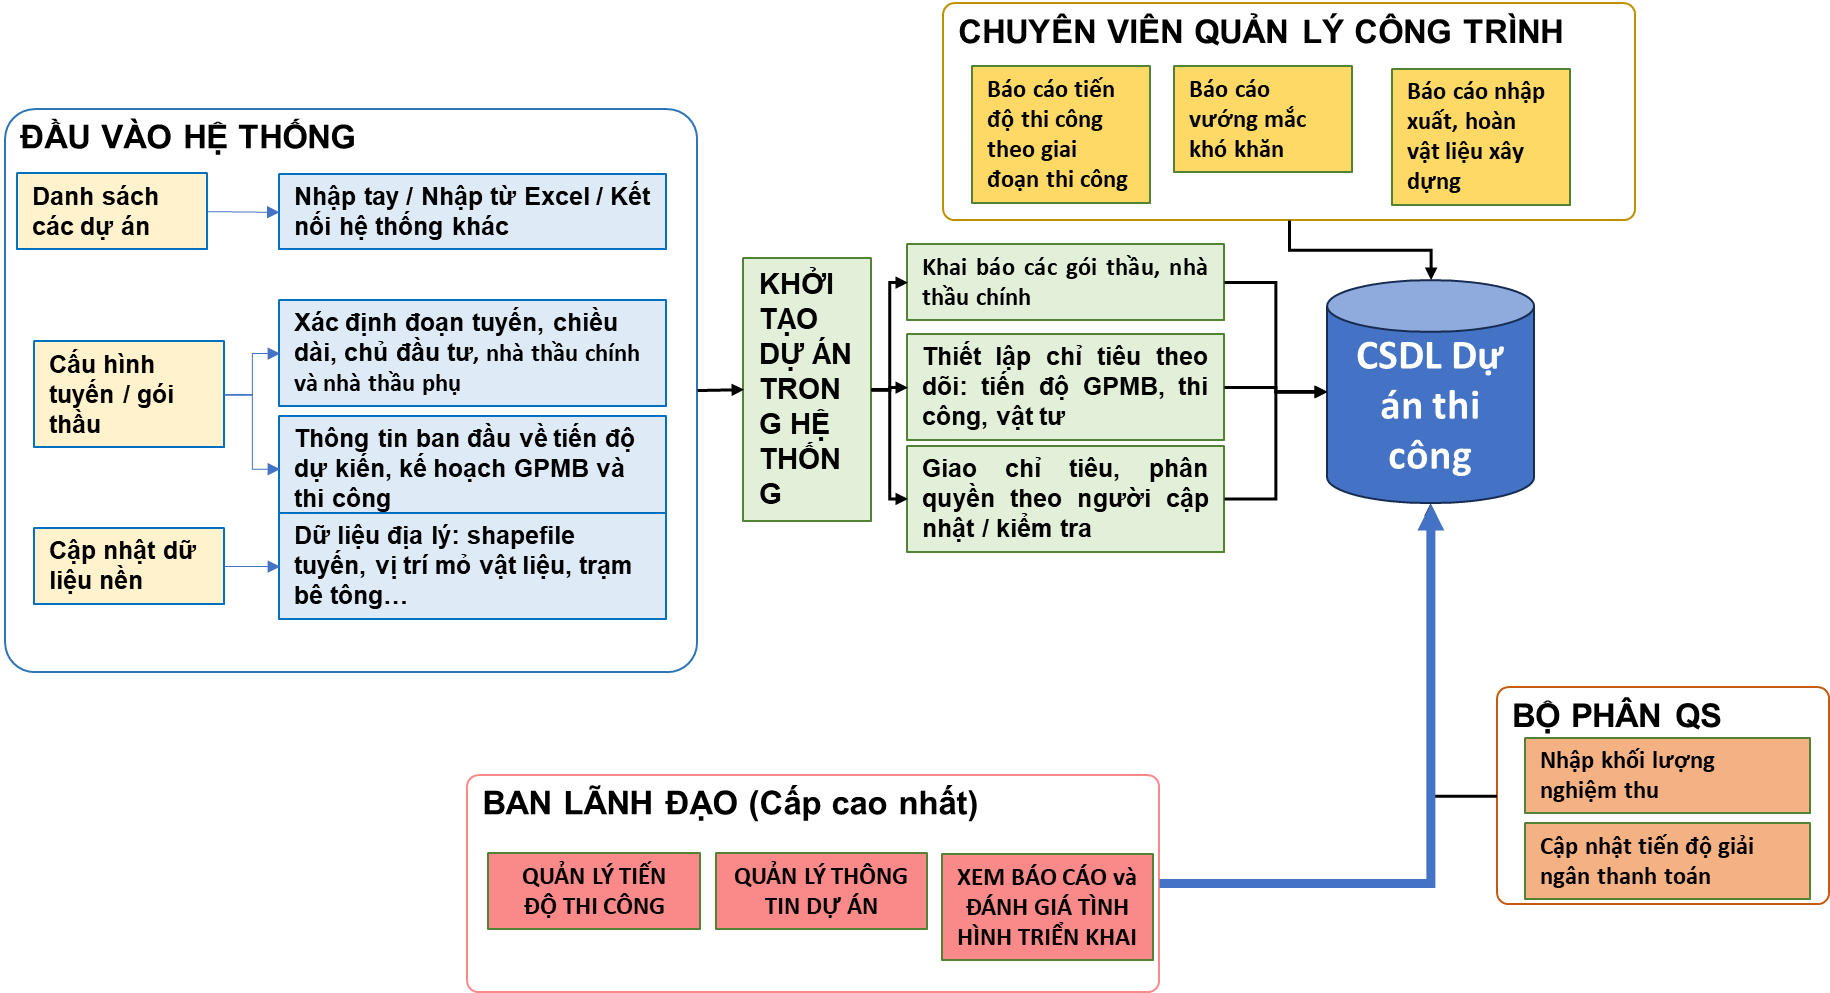 CHUYÊN VIÊN QUẢN LÝ CÔNG TRÌNH
Báo cáo tiến
độ thi công
theo giai
đoạn thi công
Báo cáo
vướng mắc
khó khăn
Báo cáo nhập
xuất, hoàn
vật liệu xây
dựng
ĐẦU VÀO HỆ THỐNG
Danh sách
các dự án
Nhập tay / Nhập từ Excel / Kết
nối hệ thống khác
Cấu hình
tuyến / gói
thầu
Xác định đoạn tuyến, chiều
dài, chủ đầu tư, nhà thầu chính
và nhà thầu phụ
Thông tin ban đầu về tiến độ
dự kiến, kế hoạch GPMB và
thi công
Cập nhật dữ
liệu nền
Dữ liệu địa lý: shapefile
tuyến, vị trí mỏ vật liệu, trạm
bê tông…
KHỞI
TẠO
DỰ ÁN
TRON
G HỆ
THỐN
G
Khai báo các gói thầu, nhà
thầu chính
Thiết lập chỉ tiêu theo
dõi: tiến độ GPMB, thi
công, vật tư
Giao chỉ tiêu, phân
quyền theo người cập
nhật / kiểm tra
CSDL Dự
án thi
công
BỘ PHÂN QS
Nhập khối lượng
nghiệm thu
Cập nhật tiến độ giải
ngân thanh toán
BAN LÃNH ĐẠO (Cấp cao nhất)
QUẢN LÝ TIẾN
ĐỘ THI CÔNG
QUẢN LÝ THÔNG
TIN DỰ ÁN
XEM BÁO CÁO và
ĐÁNH GIÁ TÌNH
HÌNH TRIỂN KHAI